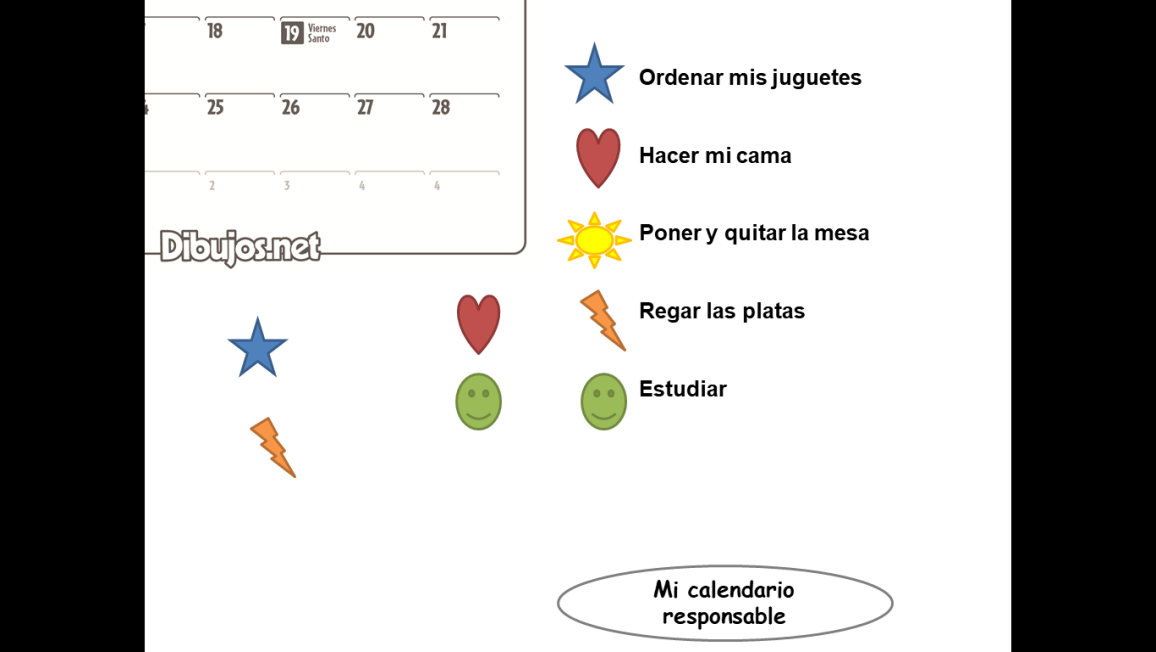 18 19 Viernes Santo 20 21
25 26 27 28
2 3 4 4
Dibujos.net
Ordenar mis juguetes
Hacer mi cama
Poner y quitar la mesa
Regar las platas
Estudiar
Mi calendario
responsable